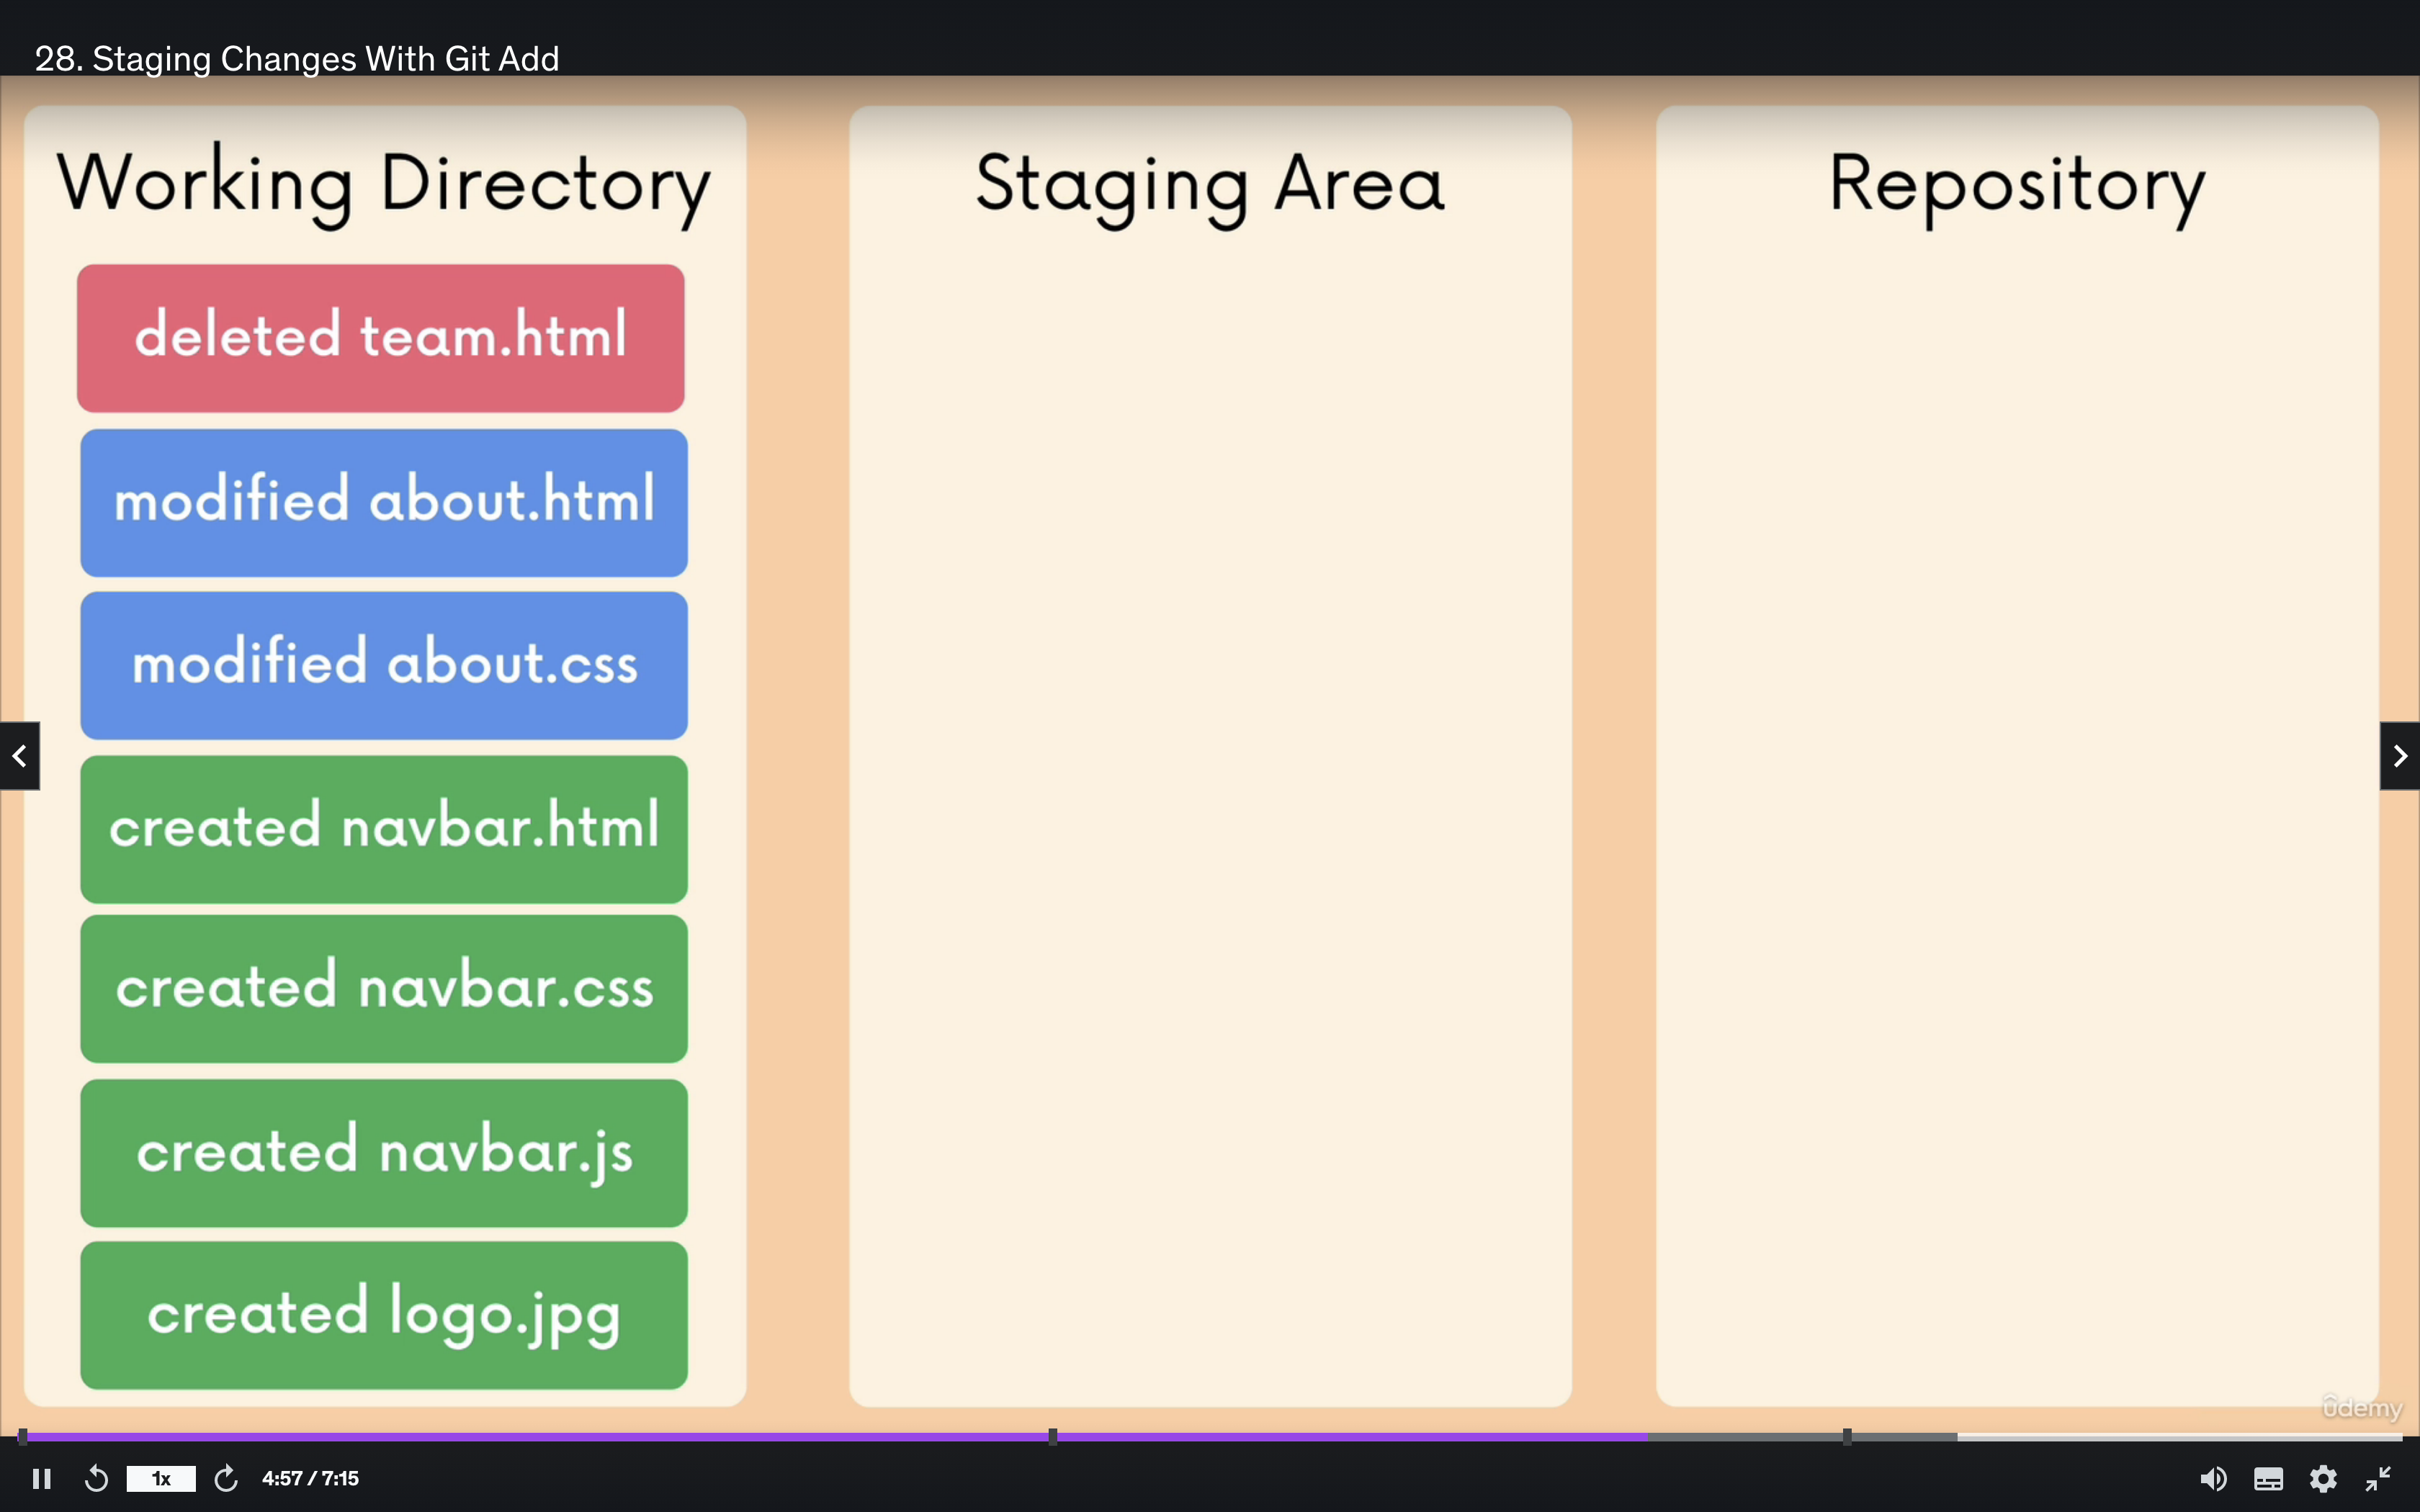 28. Staging Changes With Git Add
Working Directory
deleted team.html
modified about.html
modified about.css
created navbar.html
created navbar.css
created navbar.js
created logo.jpg
Staging Area
Repository
udemy
1x
4:57 / 7:15